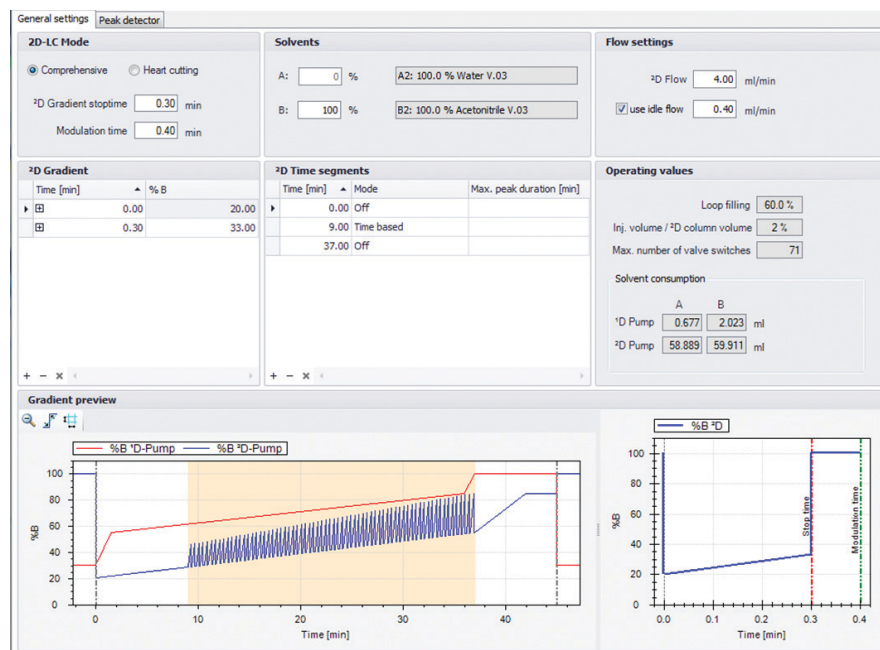 General settings Peak detector
2D-LC Mode
Comprehensive Heart cutting
²D Gradient stoptime 0.30 min
Modulation time 0.40 min
Solvents
A: 0 % A2: 100.0 % Water V.03
B: 100 % B2: 100.0 % Acetonitrile V.03
Flow settings
²D Flow 4.00 ml/min
use idle flow 0.40 ml/min
²D Gradient
Time [min] %B
0.00 20.00
0.30 33.00
²D Time segments
Time [min] Mode Max. peak duration [min]
0.00 Off
9.00 Time based
37.00 Off
Operating values
Loop filling 60.0 %
Inj. volume / ²D column volume 2 %
Max. number of valve switches 71
Solvent consumption
A B
¹D Pump 0.677 2.023 ml
²D Pump 58.889 59.911 ml
Gradient preview
%B ¹D-Pump %B ²D-Pump
%B
100
80
60
40
20
0
0 10 20 30 40
Time [min]
%B ²D
%B
100
80
60
40
20
0
Stop time
Modulation time
0.0 0.1 0.2 0.3 0.4
Time [min]